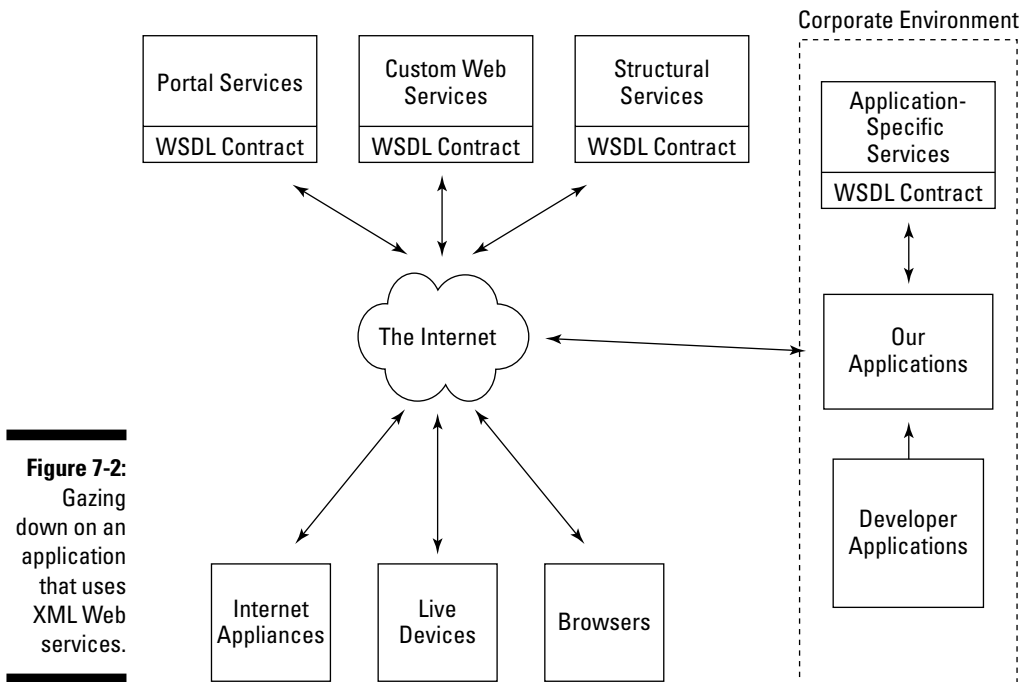 Corporate Environment
Portal Services
WSDL Contract
Custom Web
Services
WSDL Contract
Structural
Services
WSDL Contract
Application-
Specific
Services
WSDL Contract
The Internet
Our
Applications
Developer
Applications
Internet
Appliances
Live
Devices
Browsers
Figure 7-2:
Gazing
down on an
application
that uses
XML Web
services.